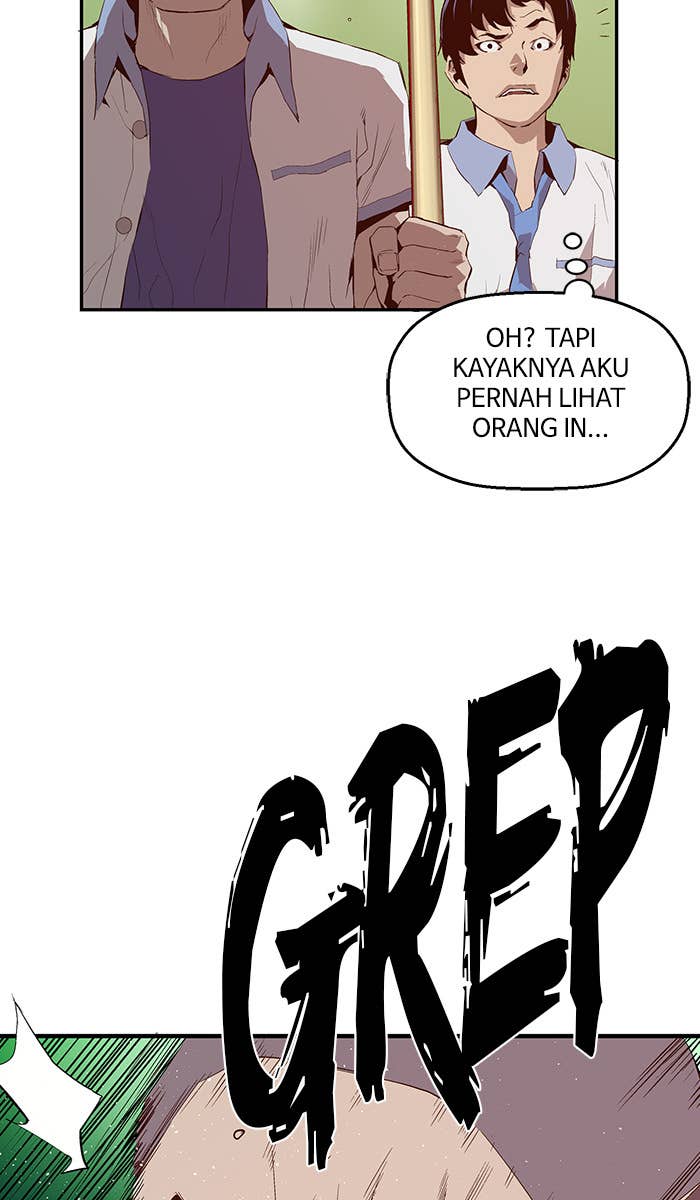 OH? TAPI
KAYAKNYA AKU
PERNAH LIHAT
ORANG IN...
GREP